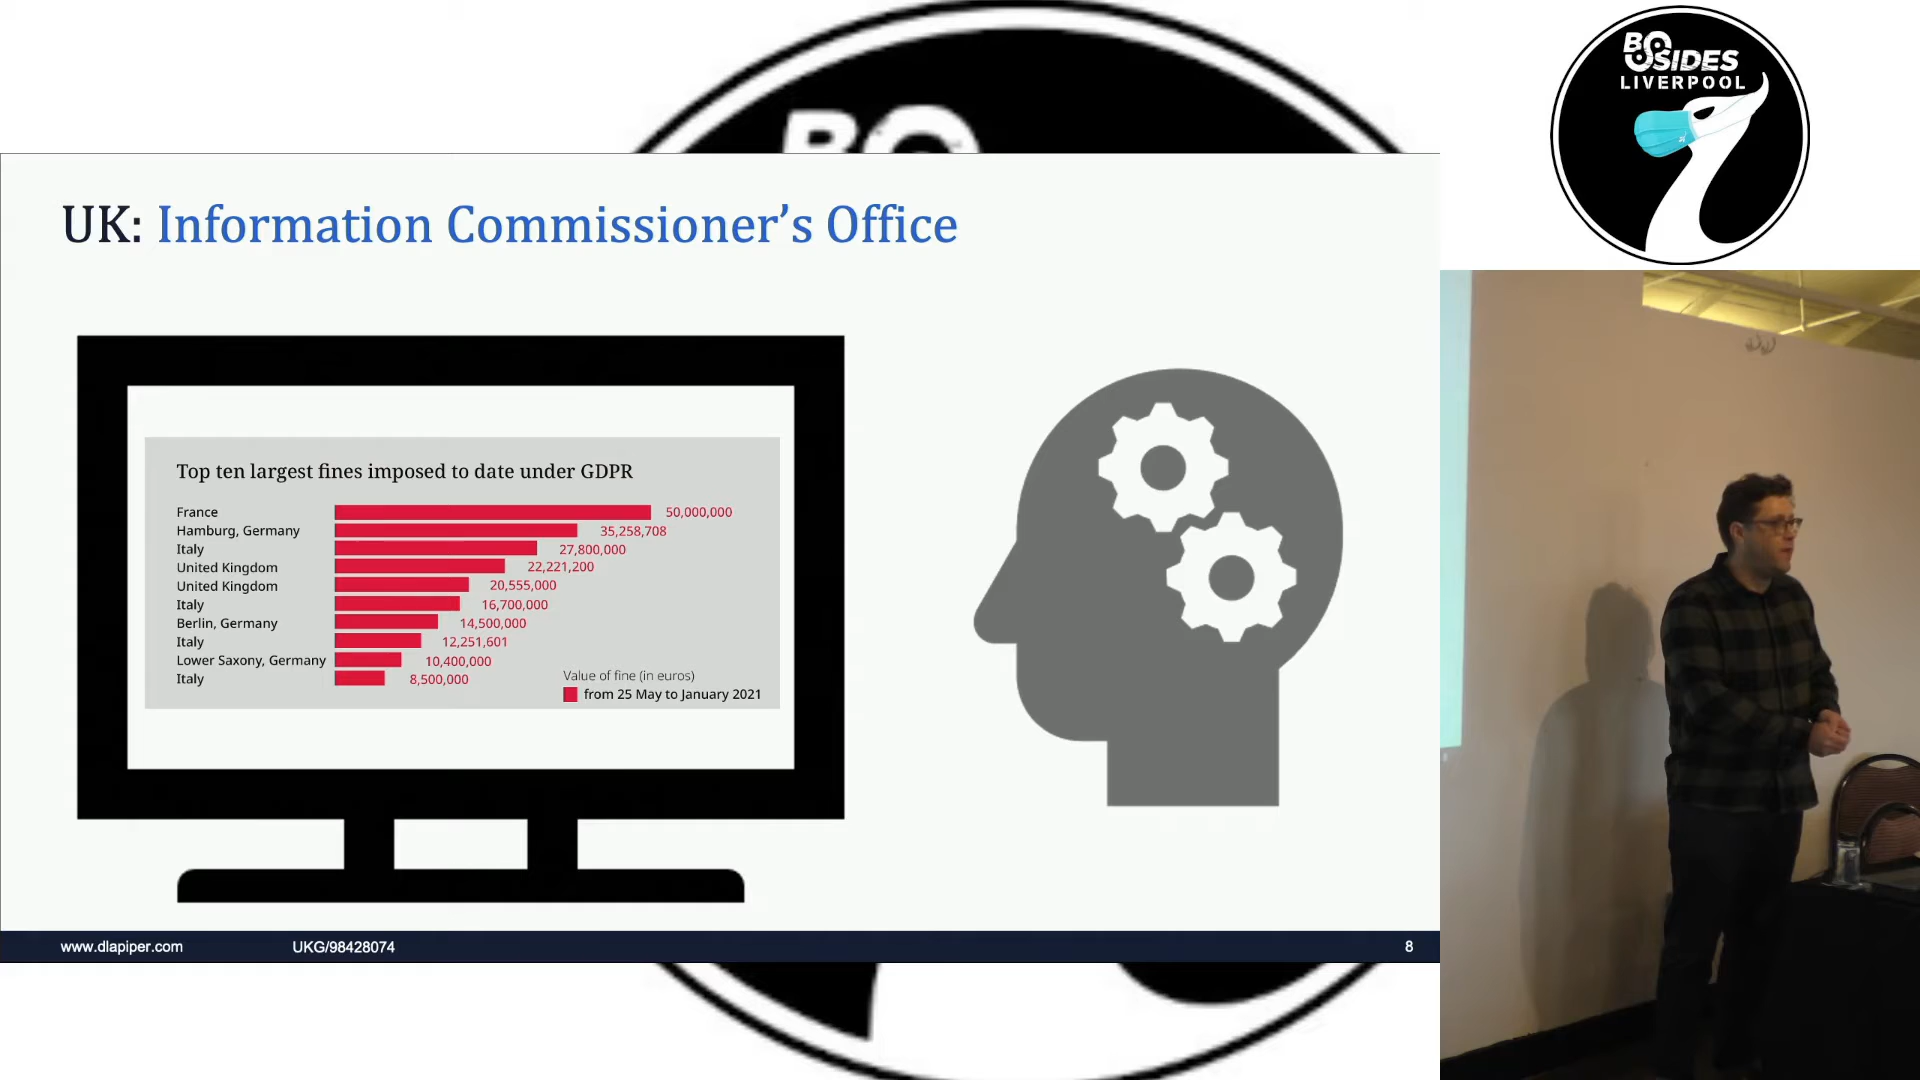 BSIDES
LIVERPOOL
UK: Information Commissioner’s Office
Top ten largest fines imposed to date under GDPR
France 50,000,000
Hamburg, Germany 35,258,708
Italy 27,800,000
United Kingdom 22,221,200
United Kingdom 20,555,000
Italy 16,700,000
Berlin, Germany 14,500,000
Italy 12,251,601
Lower Saxony, Germany 10,400,000
Italy 8,500,000
Value of fine (in euros)
from 25 May to January 2021
www.dlapiper.com UKG/98428074 8